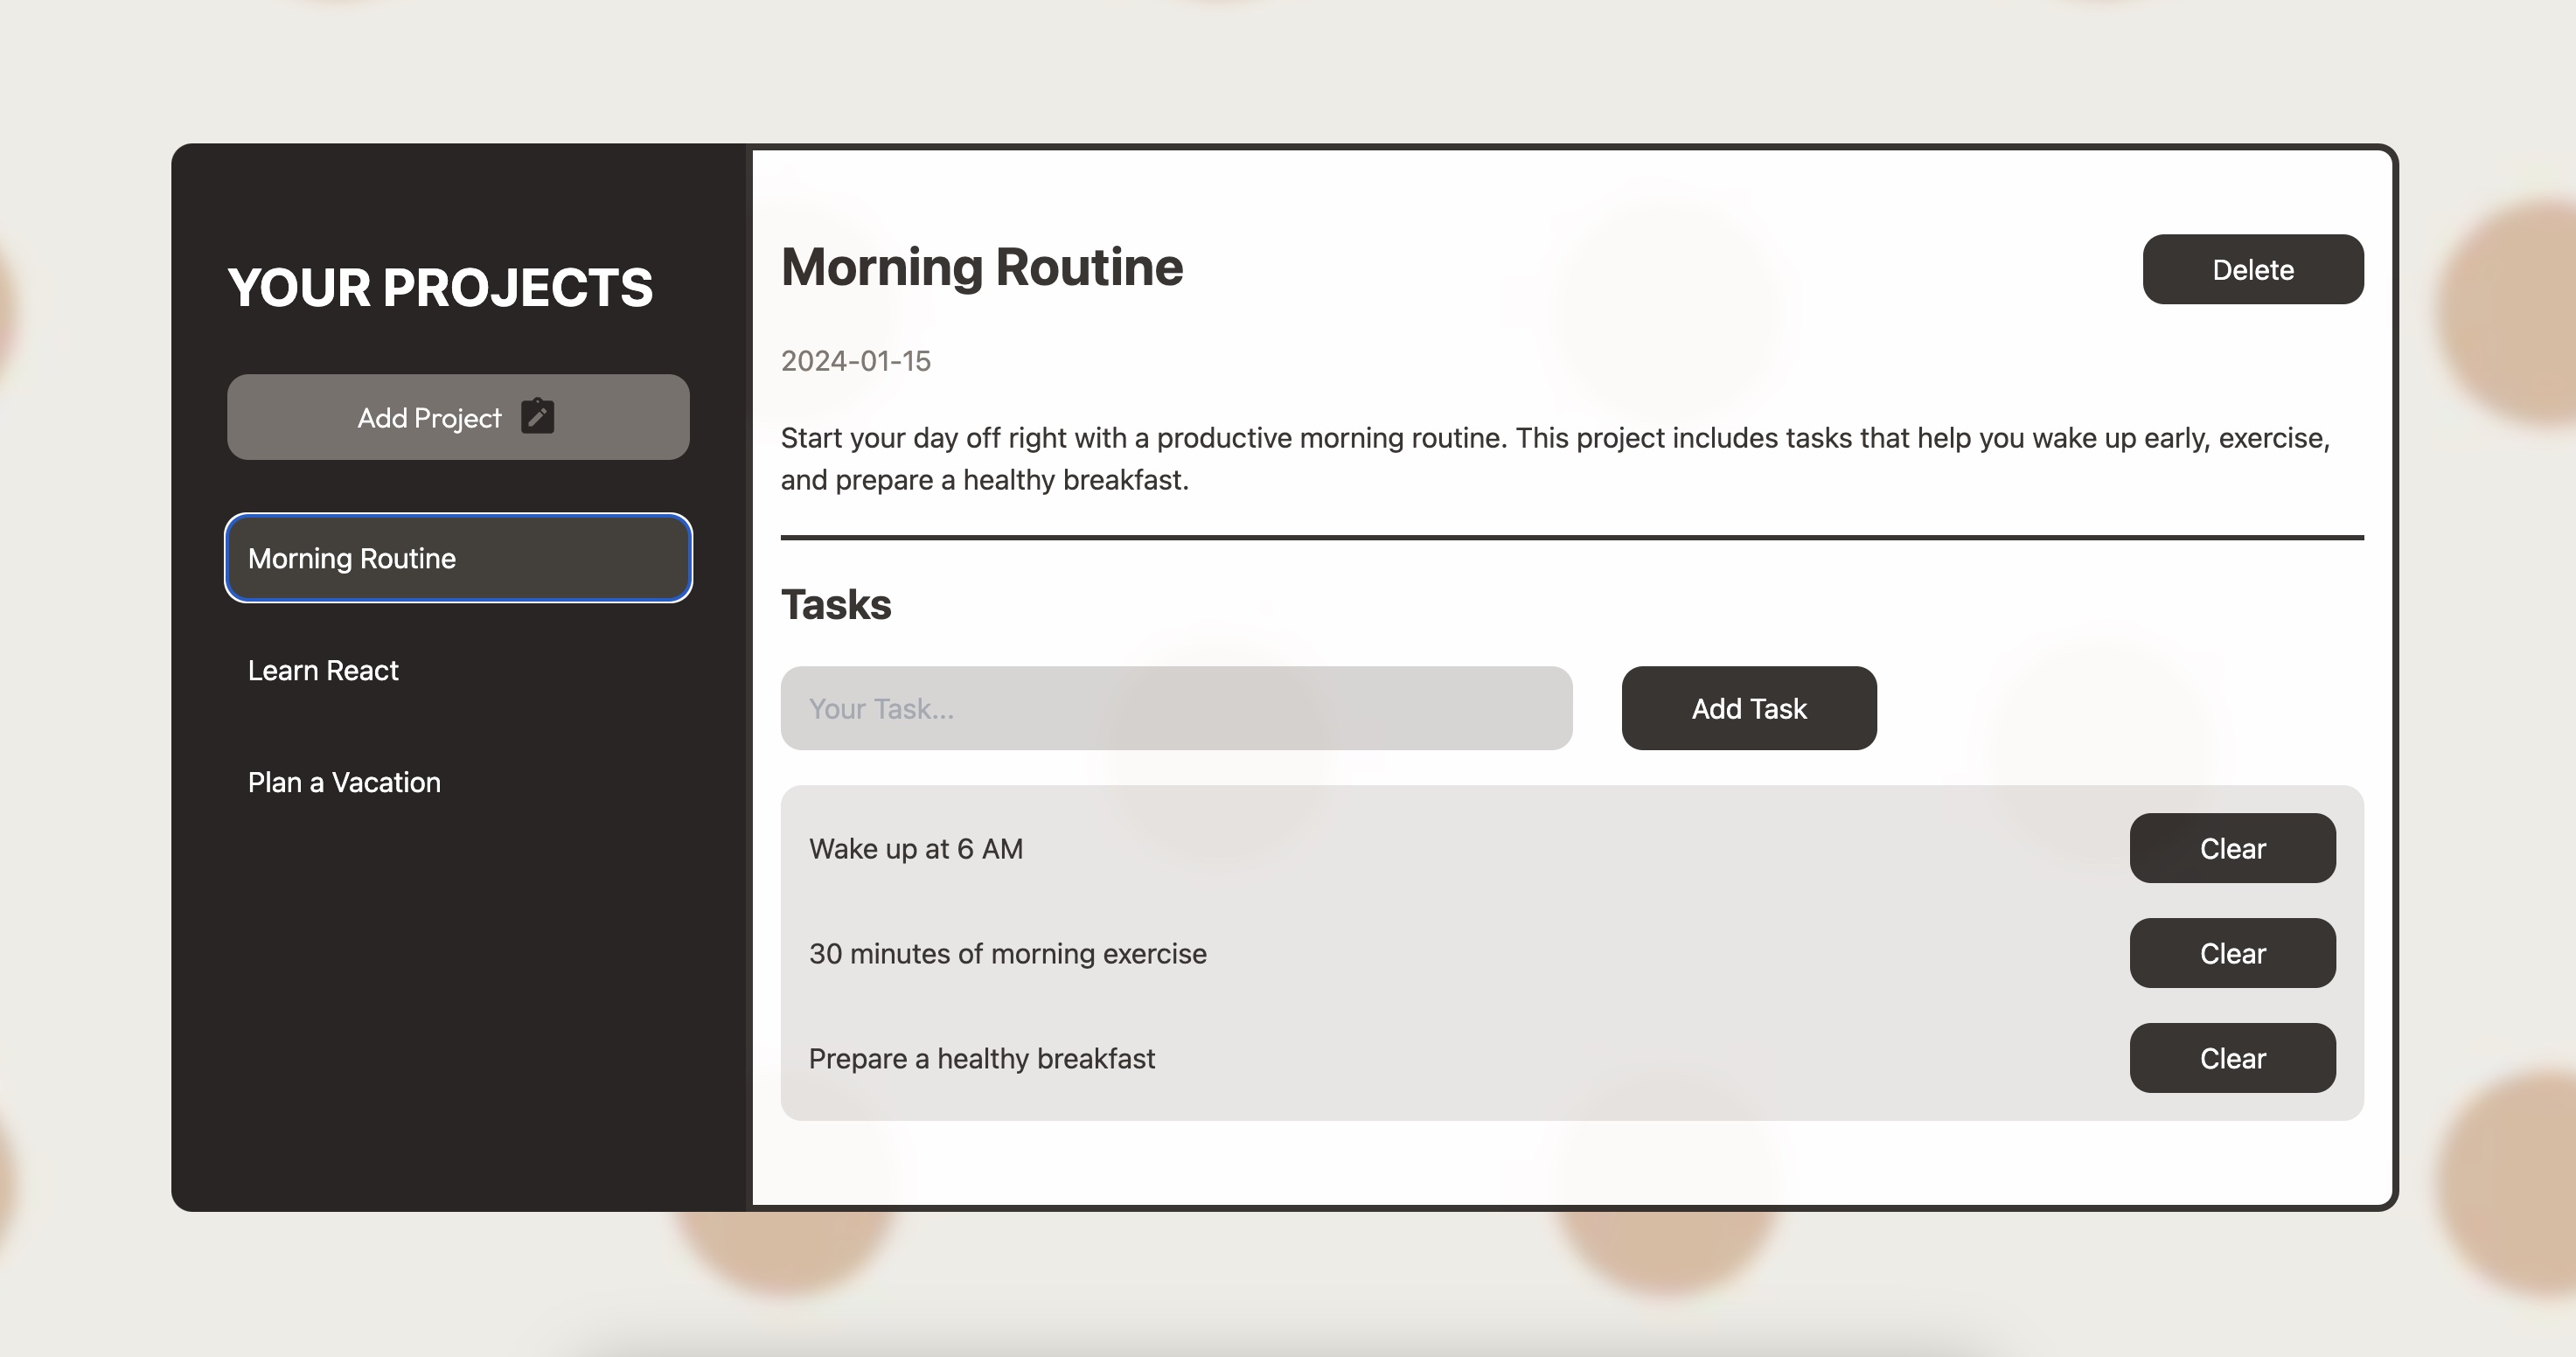 YOUR PROJECTS
Add Project
Morning Routine
Learn React
Plan a Vacation
Morning Routine
Delete
2024-01-15
Start your day off right with a productive morning routine. This project includes tasks that help you wake up early, exercise,
and prepare a healthy breakfast.
Tasks
Your Task...
Add Task
Wake up at 6 AM
Clear
30 minutes of morning exercise
Clear
Prepare a healthy breakfast
Clear